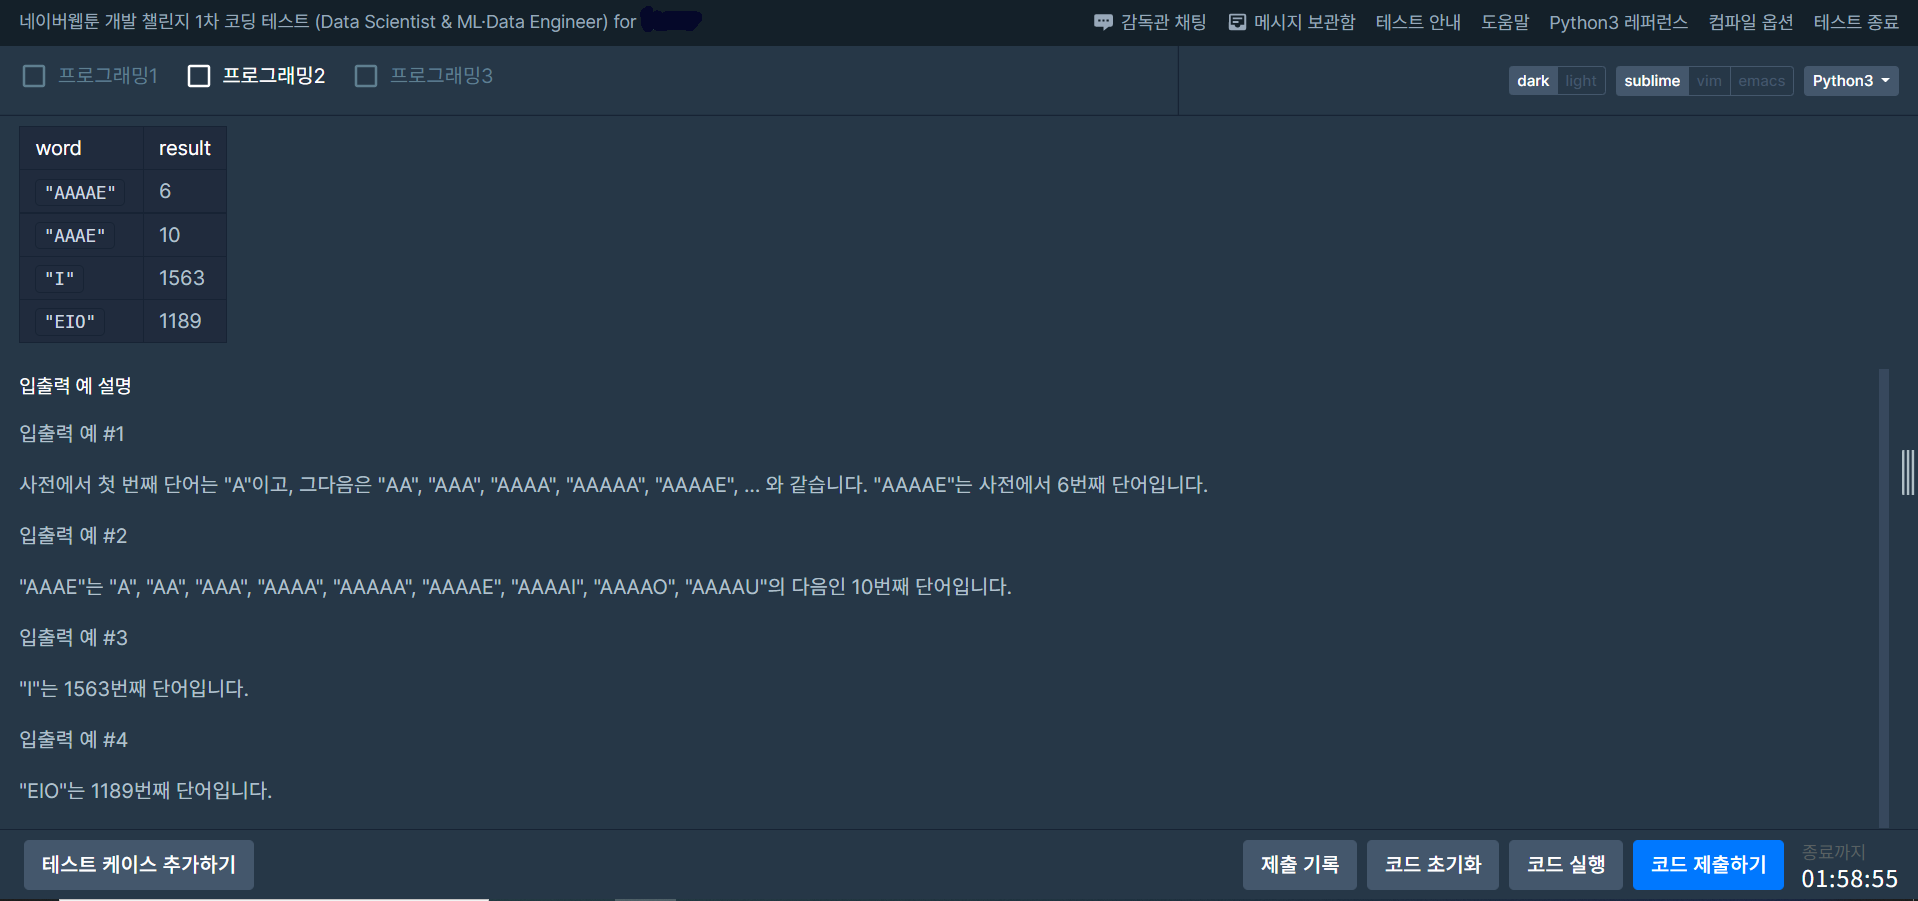 네이버웹툰 개발 챌린지 1차 코딩 테스트 (Data Scientist & ML·Data Engineer) for
감독관 채팅 메시지 보관함 테스트 안내 도움말 Python3 레퍼런스 컴파일 옵션 테스트 종료
프로그래밍1 프로그래밍2 프로그래밍3
dark light sublime vim emacs Python3
word result
"AAAAE" 6
"AAAE" 10
"I" 1563
"EIO" 1189
입출력 예 설명
입출력 예 #1
사전에서 첫 번째 단어는 "A"이고, 그다음은 "AA", "AAA", "AAAA", "AAAAA", "AAAAE", ... 와 같습니다. "AAAAE"는 사전에서 6번째 단어입니다.
입출력 예 #2
"AAAE"는 "A", "AA", "AAA", "AAAA", "AAAAA", "AAAAE", "AAAAI", "AAAAO", "AAAAU"의 다음인 10번째 단어입니다.
입출력 예 #3
"I"는 1563번째 단어입니다.
입출력 예 #4
"EIO"는 1189번째 단어입니다.
테스트 케이스 추가하기 제출 기록 코드 초기화 코드 실행 코드 제출하기
종료까지
01:58:55